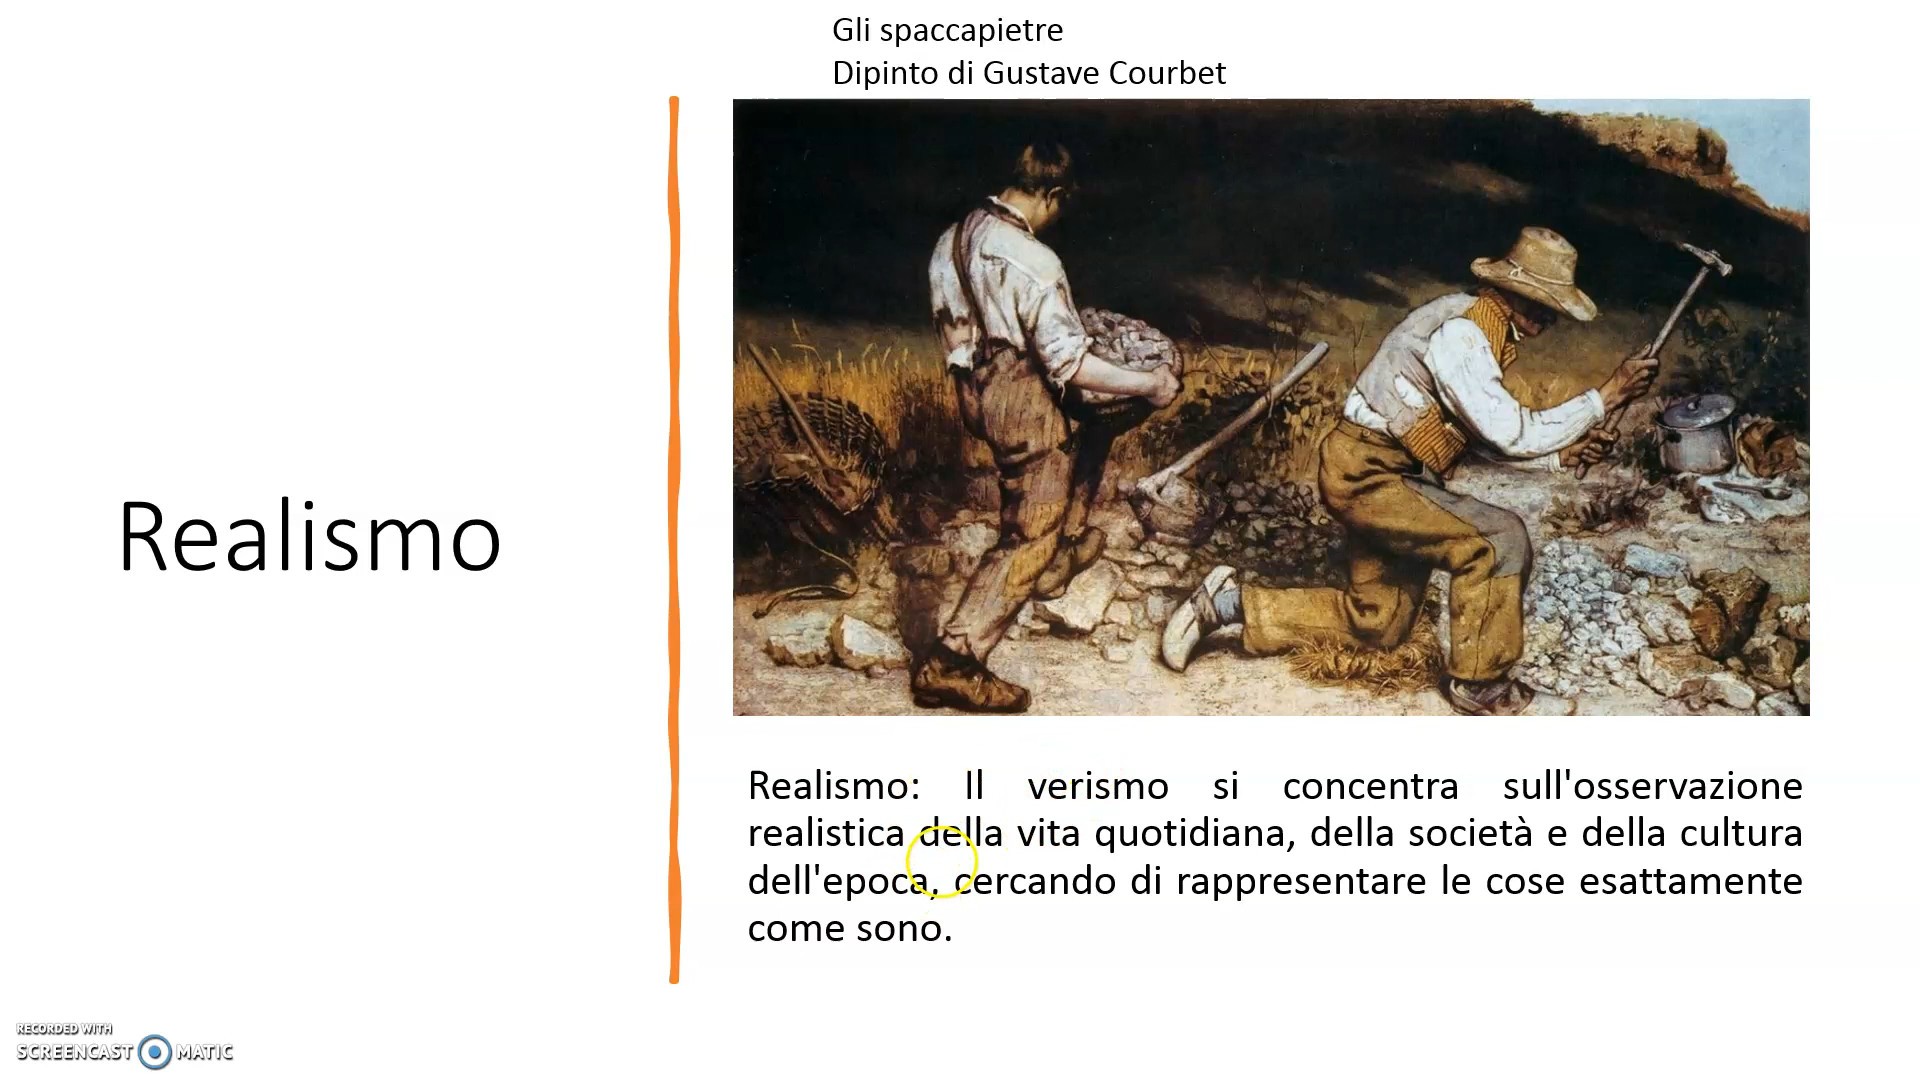 Gli spaccapietre
Dipinto di Gustave Courbet
Realismo
Realismo: Il verismo si concentra sull'osservazione
realistica della vita quotidiana, della società e della cultura
dell'epoca, cercando di rappresentare le cose esattamente
come sono.
RECORDED WITH
SCREENCAST MATIC